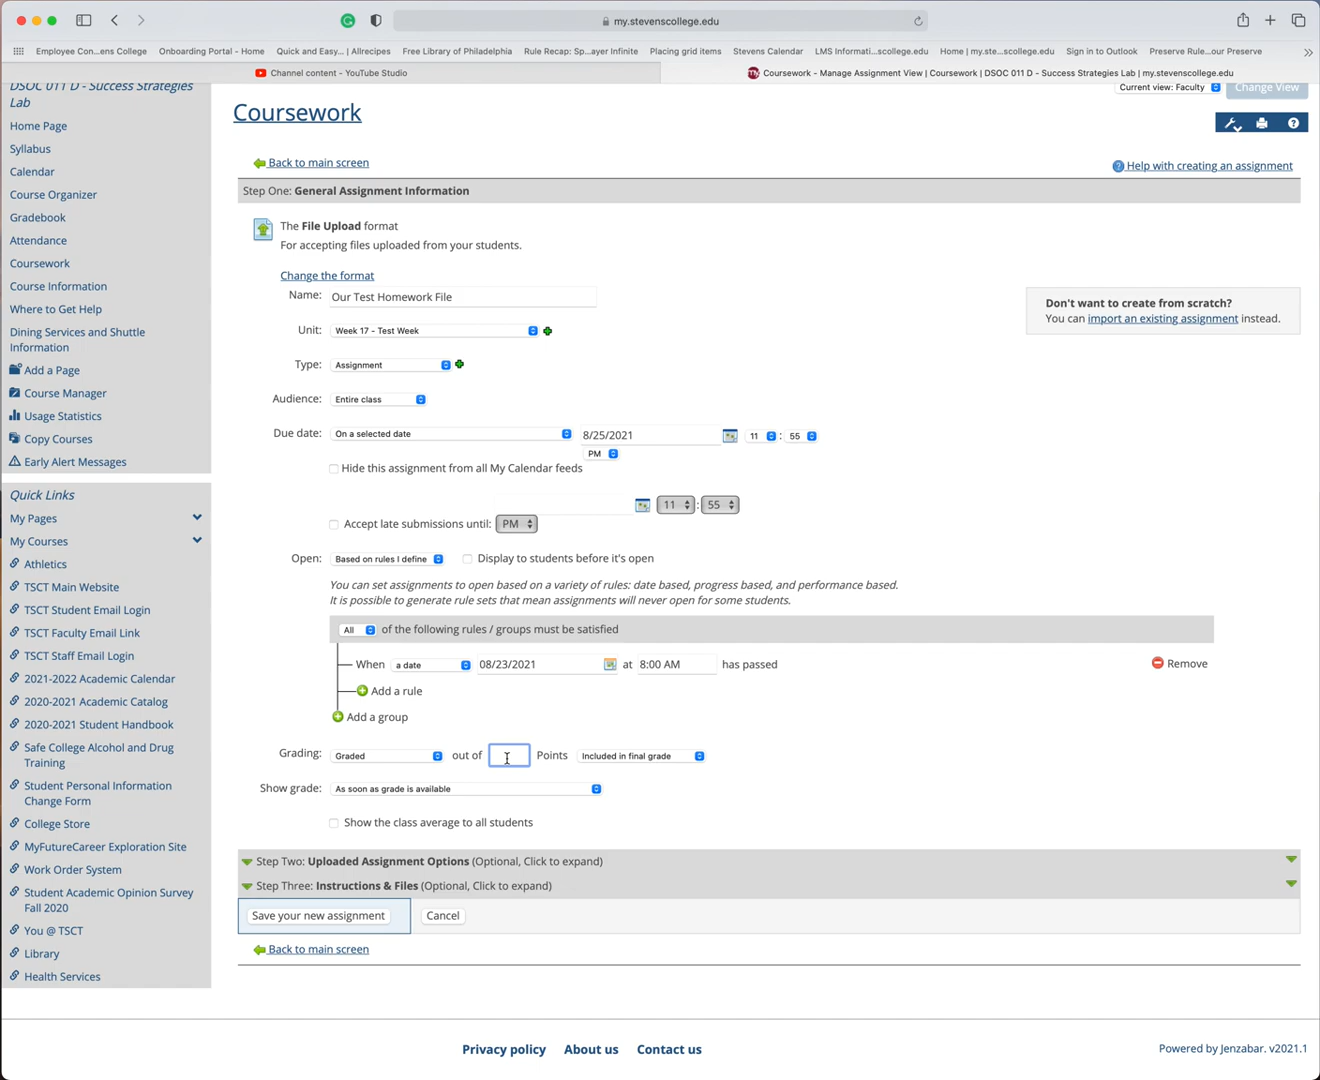 my.stevenscollege.edu
Employee Con...ens College
Onboarding Portal - Home
Quick and Easy... | Allrecipes
Free Library of Philadelphia
Rule Recap: Sp...ayer Infinite
Placing grid items
Stevens Calendar
LMS Informati...scollege.edu
Home | my.ste...scollege.edu
Sign in to Outlook
Preserve Rule...our Preserve
Channel content - YouTube Studio
Coursework - Manage Assignment View | Coursework | DSOC 011 D - Success Strategies Lab | my.stevenscollege.edu
DSOC 011 D - Success Strategies
Lab
Home Page
Syllabus
Calendar
Course Organizer
Gradebook
Attendance
Coursework
Course Information
Where to Get Help
Dining Services and Shuttle
Information
Add a Page
Course Manager
Usage Statistics
Copy Courses
Early Alert Messages
Quick Links
My Pages
My Courses
Athletics
TSCT Main Website
TSCT Student Email Login
TSCT Faculty Email Link
TSCT Staff Email Login
2021-2022 Academic Calendar
2020-2021 Academic Catalog
2020-2021 Student Handbook
Safe College Alcohol and Drug
Training
Student Personal Information
Change Form
College Store
MyFutureCareer Exploration Site
Work Order System
Student Academic Opinion Survey
Fall 2020
You @ TSCT
Library
Health Services
Current view: Faculty
Change View
Coursework
Back to main screen
Help with creating an assignment
Step One: General Assignment Information
The File Upload format
For accepting files uploaded from your students.
Change the format
Name: Our Test Homework File
Don't want to create from scratch?
You can import an existing assignment instead.
Unit: Week 17 - Test Week
Type: Assignment
Audience: Entire class
Due date: On a selected date 8/25/2021 11 : 55
PM
Hide this assignment from all My Calendar feeds
11 : 55
Accept late submissions until: PM
Open: Based on rules I define Display to students before it's open
You can set assignments to open based on a variety of rules: date based, progress based, and performance based.
It is possible to generate rule sets that mean assignments will never open for some students.
All of the following rules / groups must be satisfied
When a date 08/23/2021 at 8:00 AM has passed Remove
Add a rule
Add a group
Grading: Graded out of Points Included in final grade
Show grade: As soon as grade is available
Show the class average to all students
Step Two: Uploaded Assignment Options (Optional, Click to expand)
Step Three: Instructions & Files (Optional, Click to expand)
Save your new assignment Cancel
Back to main screen
Privacy policy About us Contact us
Powered by Jenzabar. v2021.1